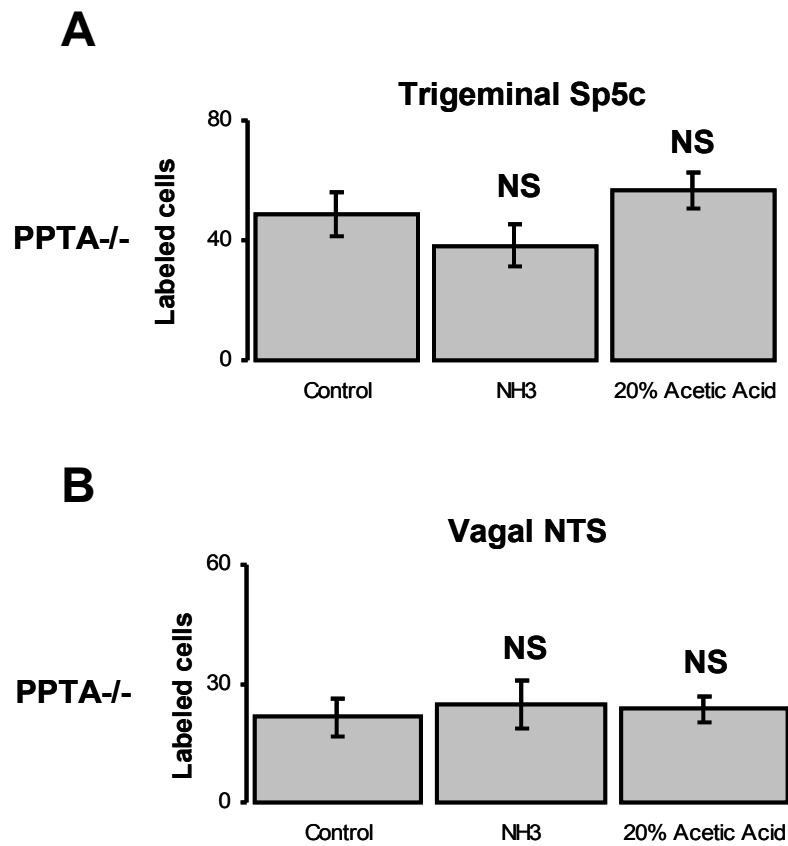 A
Trigeminal Sp5c
80
40
0
Labeled cells
PPTA-/-
NS
NS
Control
NH3
20% Acetic Acid
B
Vagal NTS
60
30
0
Labeled cells
PPTA-/-
NS
NS
Control
NH3
20% Acetic Acid